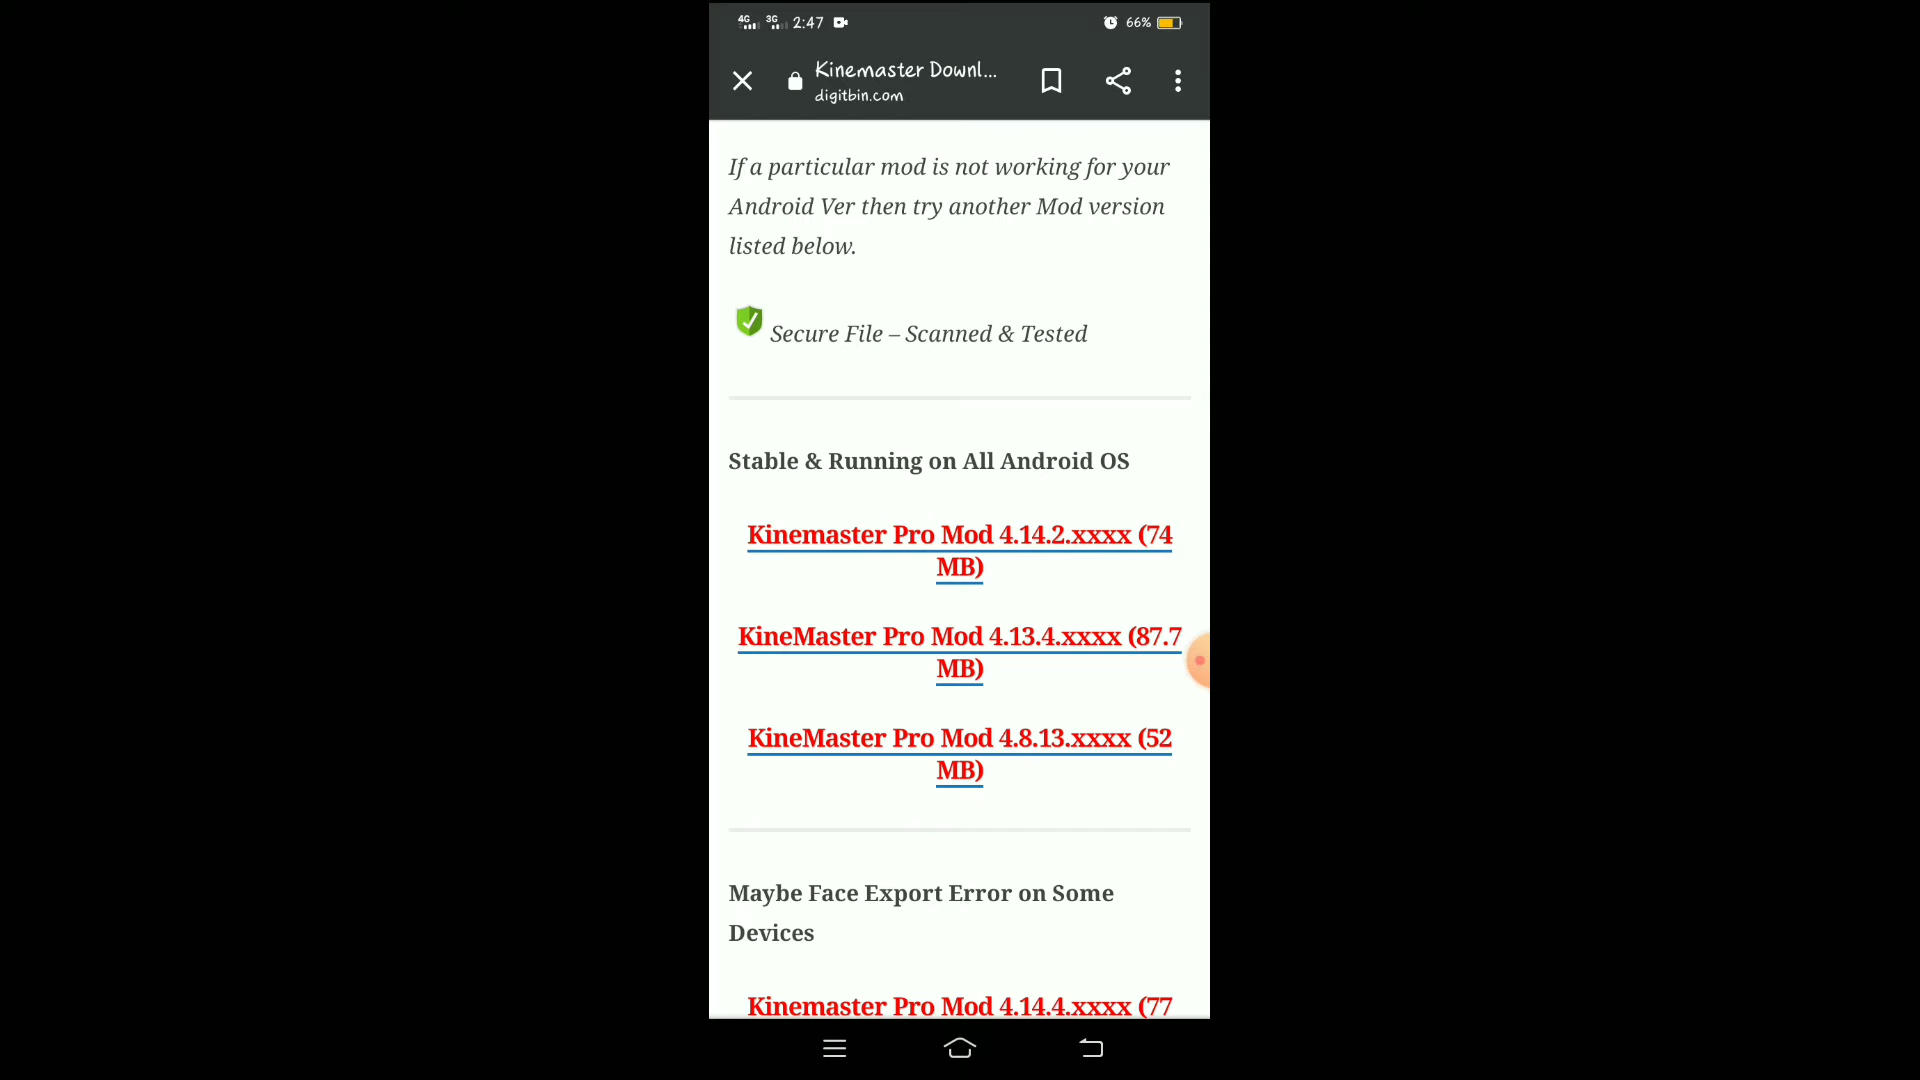 4G 3G 2:47 66%
Kinemaster Downl...
digitbin.com
If a particular mod is not working for your
Android Ver then try another Mod version
listed below.
Secure File – Scanned & Tested
Stable & Running on All Android OS
Kinemaster Pro Mod 4.14.2.xxxx (74
MB)
KineMaster Pro Mod 4.13.4.xxxx (87.7
MB)
KineMaster Pro Mod 4.8.13.xxxx (52
MB)
Maybe Face Export Error on Some
Devices
Kinemaster Pro Mod 4.14.4.xxxx (77